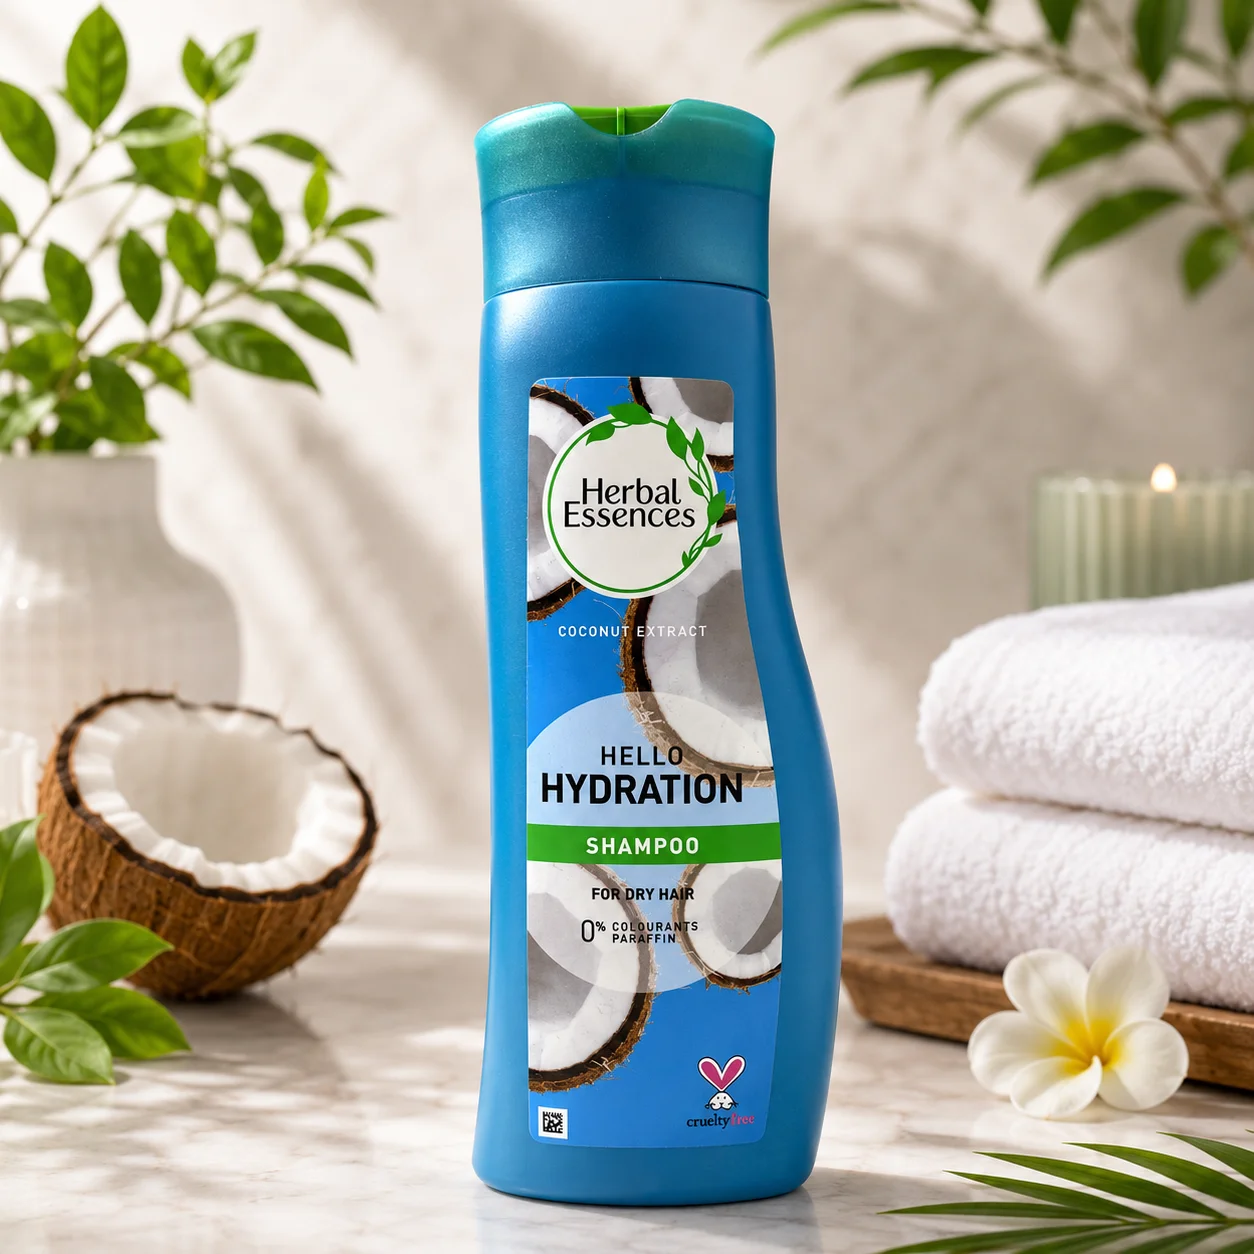 Herbal
Essences
COCONUT EXTRACT
HELLO
HYDRATION
SHAMPOO
FOR DRY HAIR
0% COLOURANTS
PARAFFIN
crueltyfree